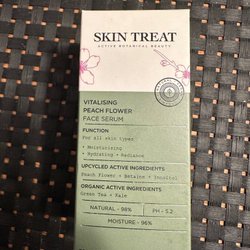 SKIN TREAT
ACTIVE BOTANICAL BEAUTY
VITALISING
PEACH FLOWER
FACE SERUM
FUNCTION
For all skin types
• Moisturising
• Hydrating • Radiance
UPCYCLED ACTIVE INGREDIENTS
Peach Flower • Betaine • Inositol
ORGANIC ACTIVE INGREDIENTS
Green Tea • Kale
NATURAL - 98%
PH - 5.2
MOISTURE - 96%